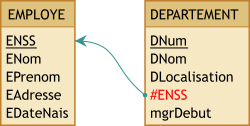 EMPLOYE
ENSS
ENom
EPrenom
EAdresse
EDateNais
DEPARTEMENT
DNum
DNom
DLocalisation
#ENSS
mgrDebut